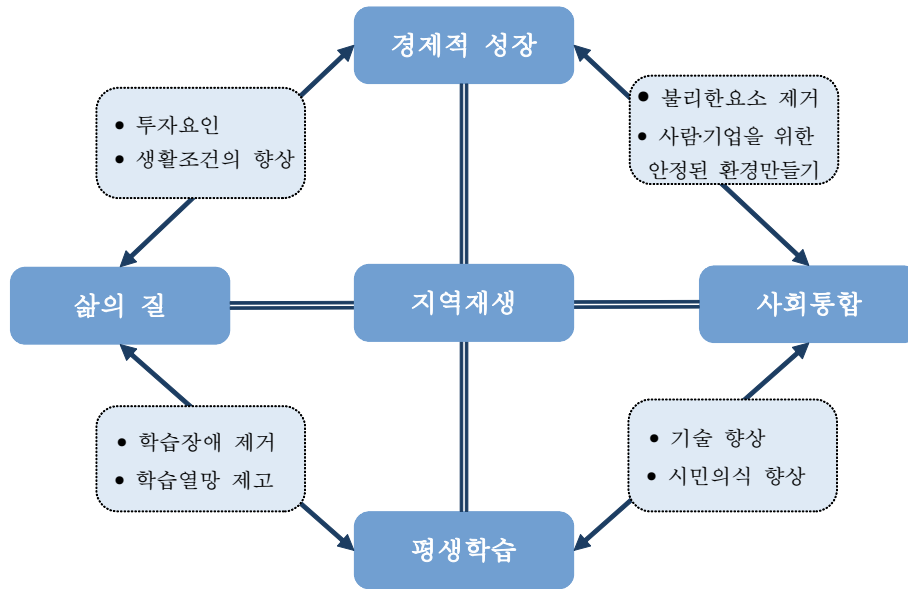 경제적 성장
• 투자요인
• 생활조건의 향상
• 불리한요소 제거
• 사람·기업을 위한
안정된 환경만들기
삶의 질
지역재생
사회통합
• 학습장애 제거
• 학습열망 제고
• 기술 향상
• 시민의식 향상
평생학습